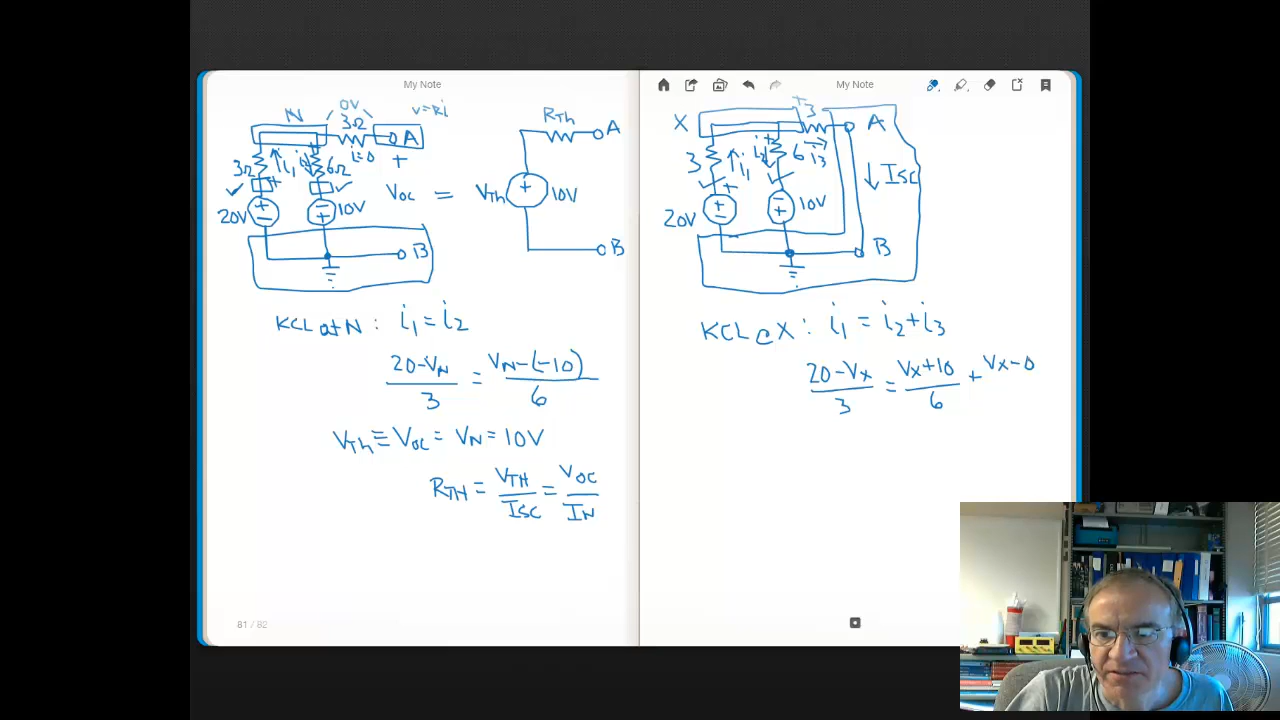 My Note
N
0V
V=Ri
3Ω
A
i=0
+
3Ω
i1
i2
6Ω
+
20V
10V
B
Voc =
RTh
A
VTh
+
10V
B
KCL at N: i1 = i2
20-VN / 3 = VN-(-10) / 6
VTh ≡ Voc = VN = 10V
RTH = VTH / ISC = VOC / IN
81 / 82
My Note
X
+
3
A
3
i1
i2
6
i3
ISC
20V
10V
B
KCL@X: i1 = i2+i3
20-Vx / 3 = Vx+10 / 6 + Vx-0